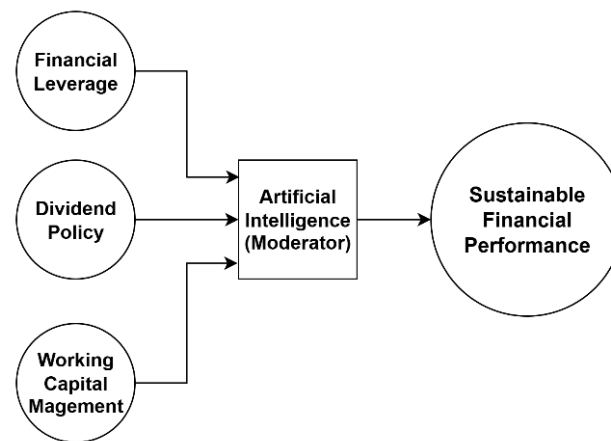 Financial
Leverage
Dividend
Policy
Working
Capital
Magement
Artificial
Intelligence
(Moderator)
Sustainable
Financial
Performance